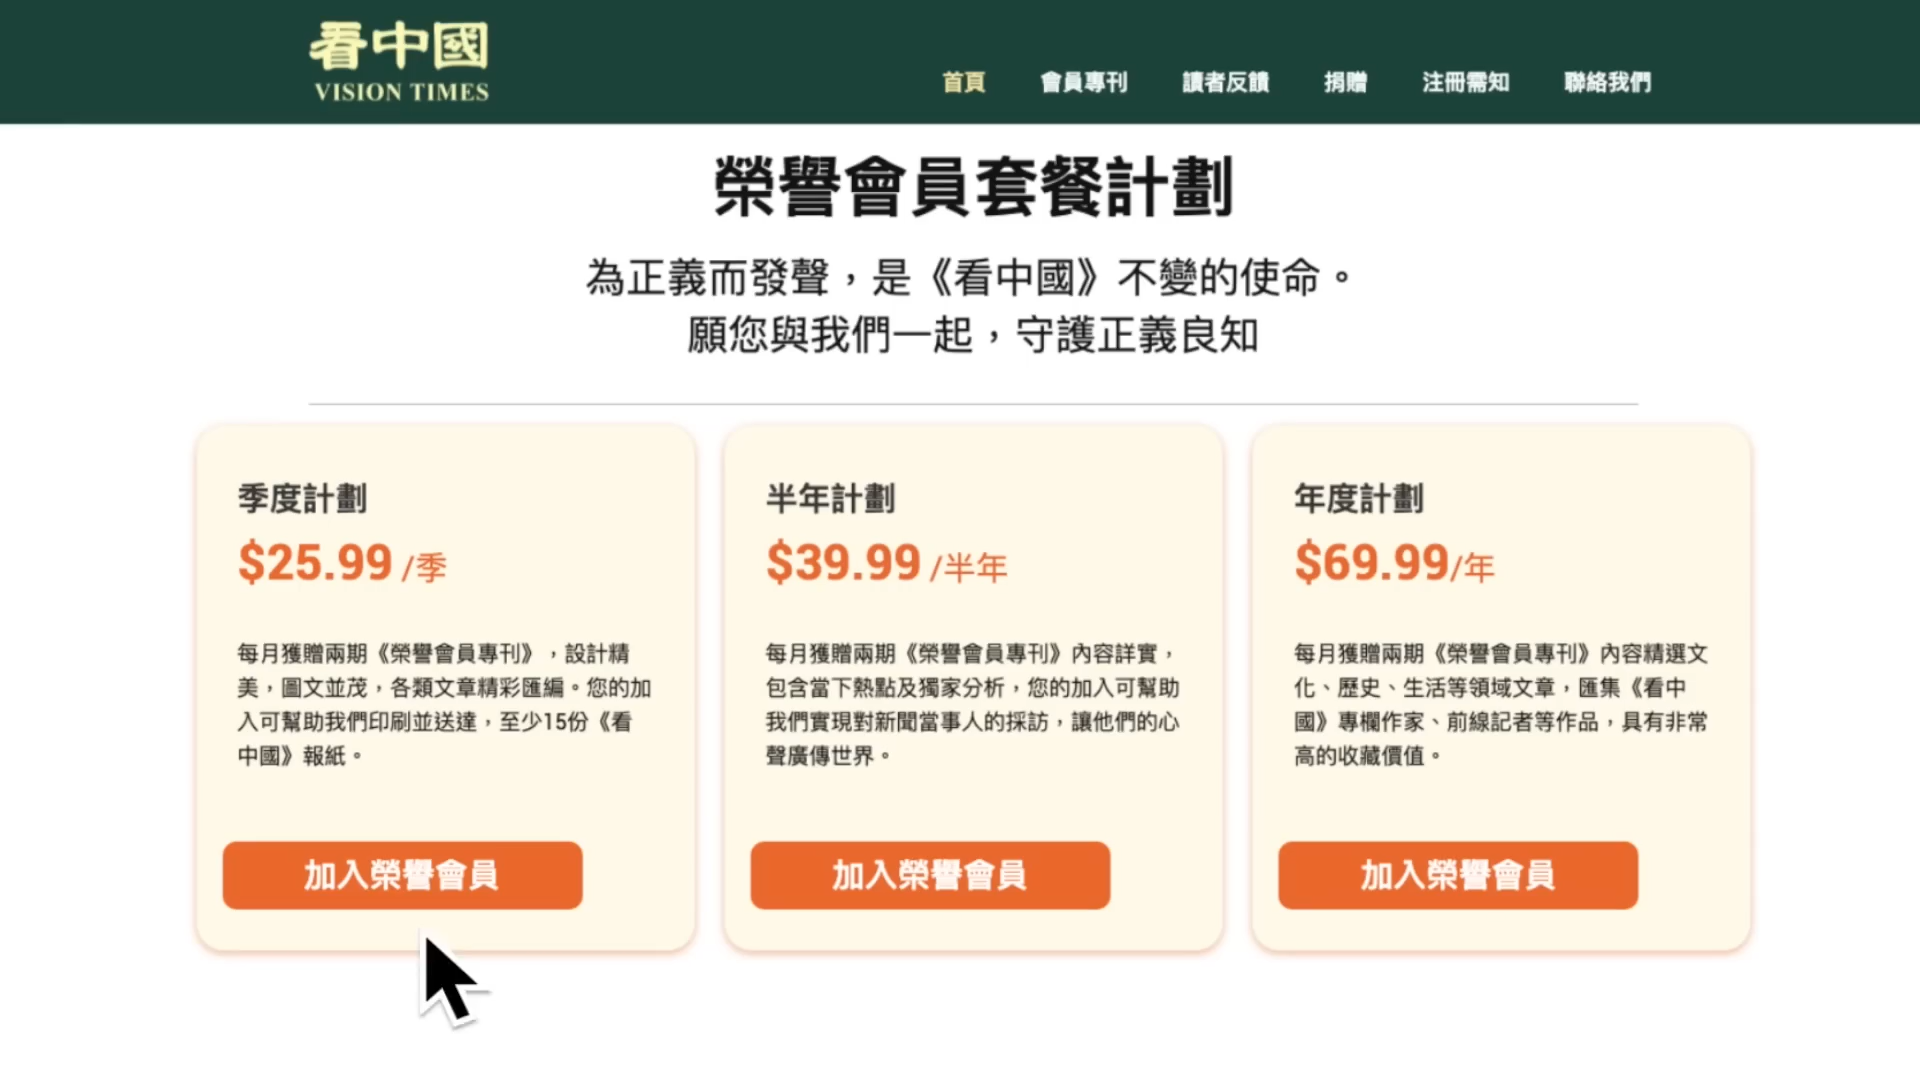 看中國
VISION TIMES
首頁 會員專刊 讀者反饋 捐贈 注冊需知 聯絡我們
榮譽會員套餐計劃
為正義而發聲，是《看中國》不變的使命。
願您與我們一起，守護正義良知
季度計劃
$25.99 /季
每月獲贈兩期《榮譽會員專刊》，設計精
美，圖文並茂，各類文章精彩匯編。您的加
入可幫助我們印刷並送達，至少15份《看
中國》報紙。
加入榮譽會員
半年計劃
$39.99 /半年
每月獲贈兩期《榮譽會員專刊》內容詳實，
包含當下熱點及獨家分析，您的加入可幫助
我們實現對新聞當事人的採訪，讓他們的心
聲廣傳世界。
加入榮譽會員
年度計劃
$69.99/年
每月獲贈兩期《榮譽會員專刊》內容精選文
化、歷史、生活等領域文章，匯集《看中
國》專欄作家、前線記者等作品，具有非常
高的收藏價值。
加入榮譽會員